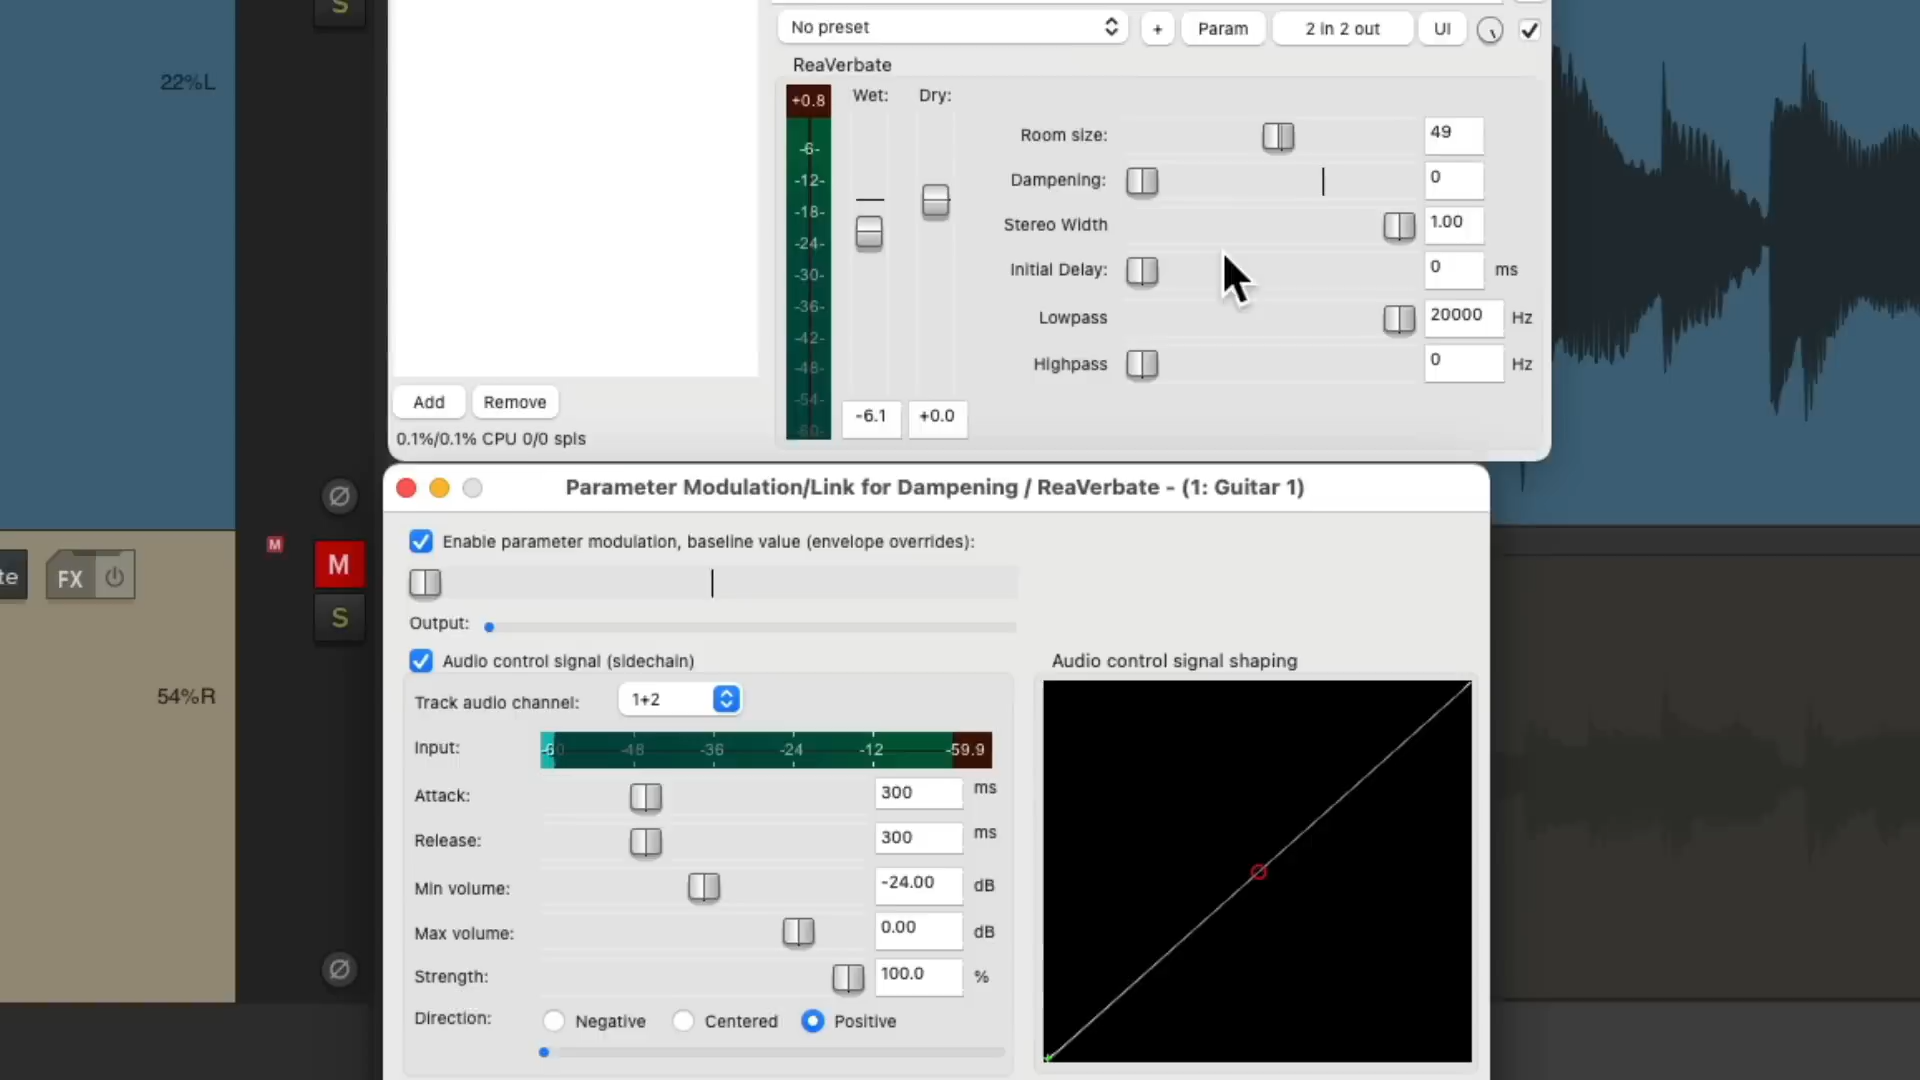 S
22%L
No preset
+
Param
2 in 2 out
UI
ReaVerbate
+0.8
-6-
-12-
-18-
-24-
-30-
-36-
-42-
-48-
-54-
-60-
Wet:
Dry:
-6.1
+0.0
Room size:
49
Dampening:
0
Stereo Width
1.00
Initial Delay:
0
ms
Lowpass
20000
Hz
Highpass
0
Hz
Add
Remove
0.1%/0.1% CPU 0/0 spls
Parameter Modulation/Link for Dampening / ReaVerbate - (1: Guitar 1)
Enable parameter modulation, baseline value (envelope overrides):
Output:
Audio control signal (sidechain)
Audio control signal shaping
Track audio channel:
1+2
Input:
-60
-48
-36
-24
-12
-59.9
Attack:
300
ms
Release:
300
ms
Min volume:
-24.00
dB
Max volume:
0.00
dB
Strength:
100.0
%
Direction:
Negative
Centered
Positive
M
M
S
te
FX
54%R